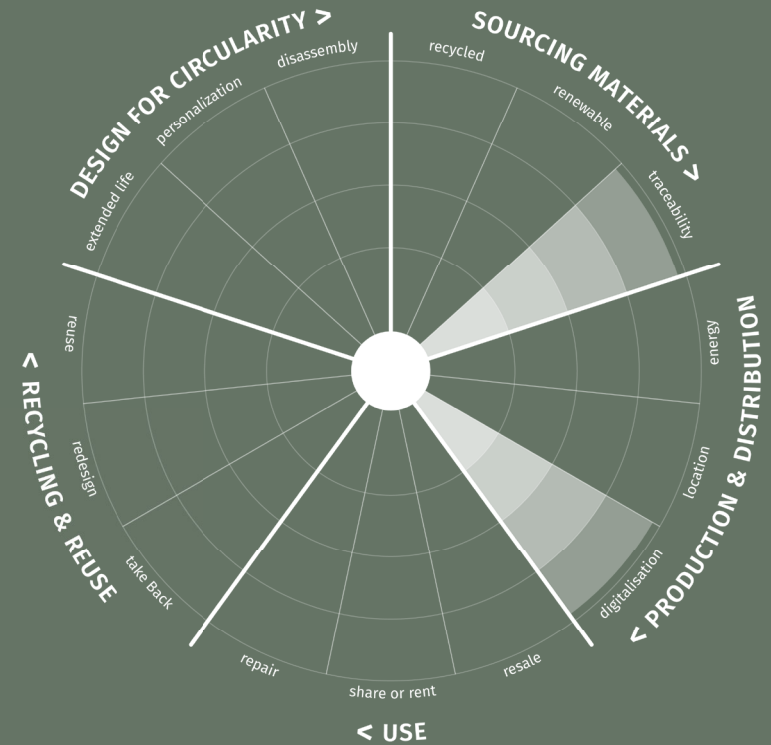 DESIGN FOR CIRCULARITY >
SOURCING MATERIALS >
disassembly
recycled
personalization
renewable
extended life
traceability
reuse
energy
< RECYCLING & REUSE
< PRODUCTION & DISTRIBUTION
redesign
location
take Back
digitalisation
repair
resale
share or rent
< USE